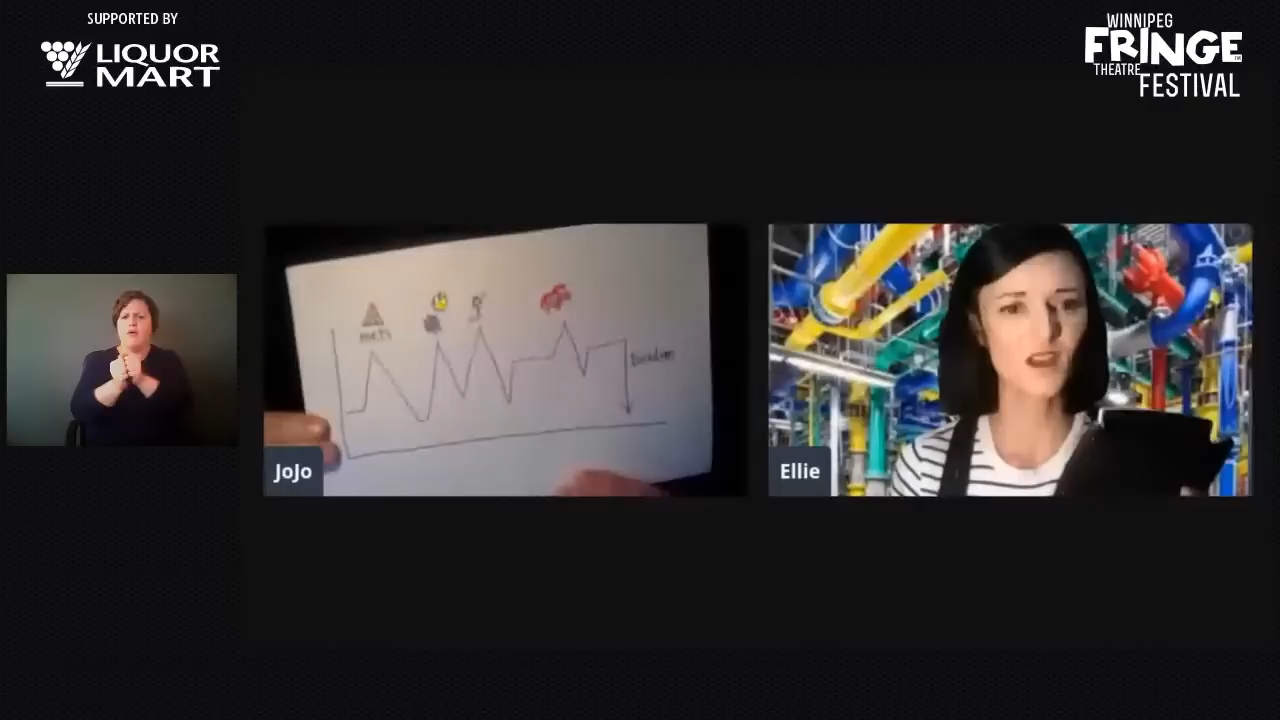 SUPPORTED BY
LIQUOR
MART
WINNIPEG
FRINGE
THEATRE
FESTIVAL
JoJo
Ellie